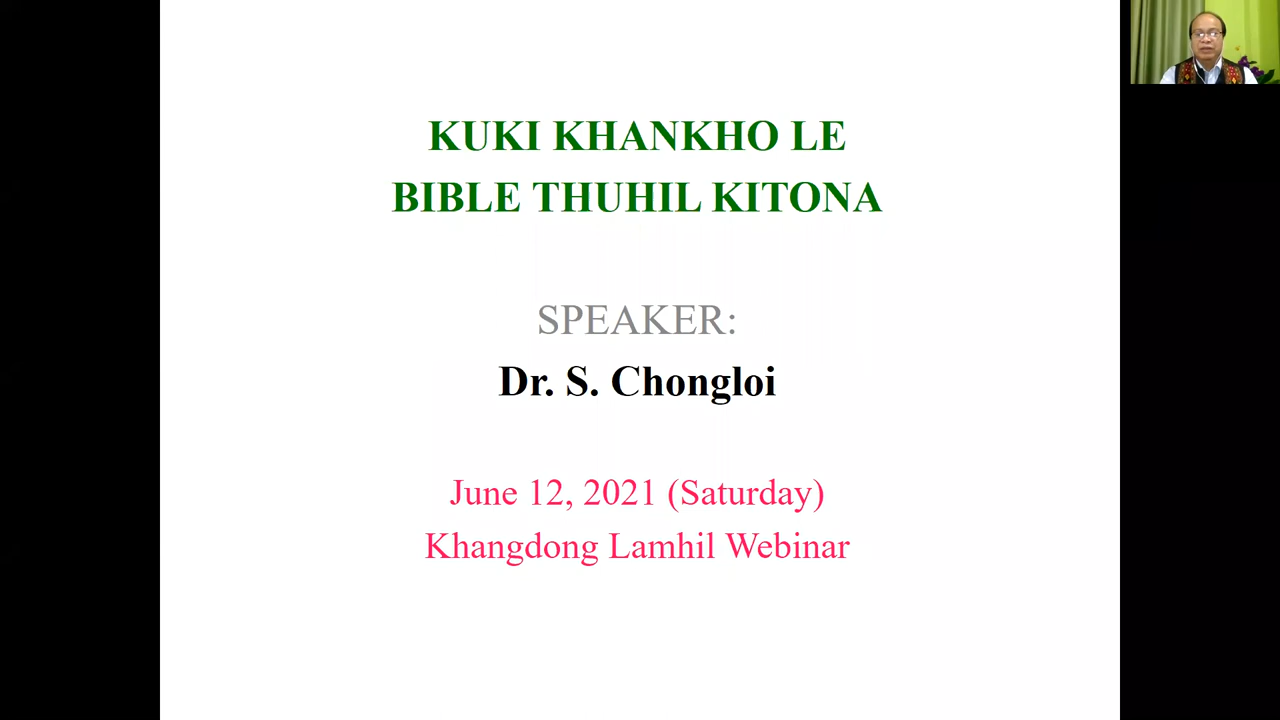 KUKI KHANKHO LE
BIBLE THUHIL KITONA
SPEAKER:
Dr. S. Chongloi
June 12, 2021 (Saturday)
Khangdong Lamhil Webinar